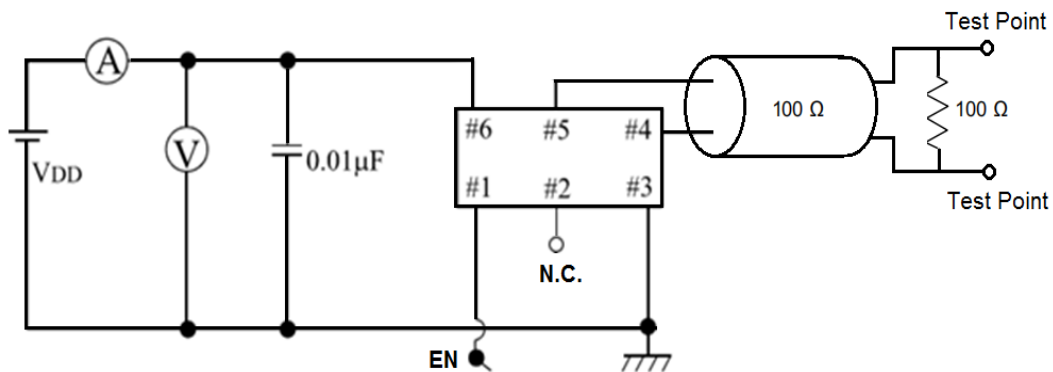 Test Point
A
100 Ω
100 Ω
#6 #5 #4
V
0.01µF
VDD
#1 #2 #3
Test Point
N.C.
EN